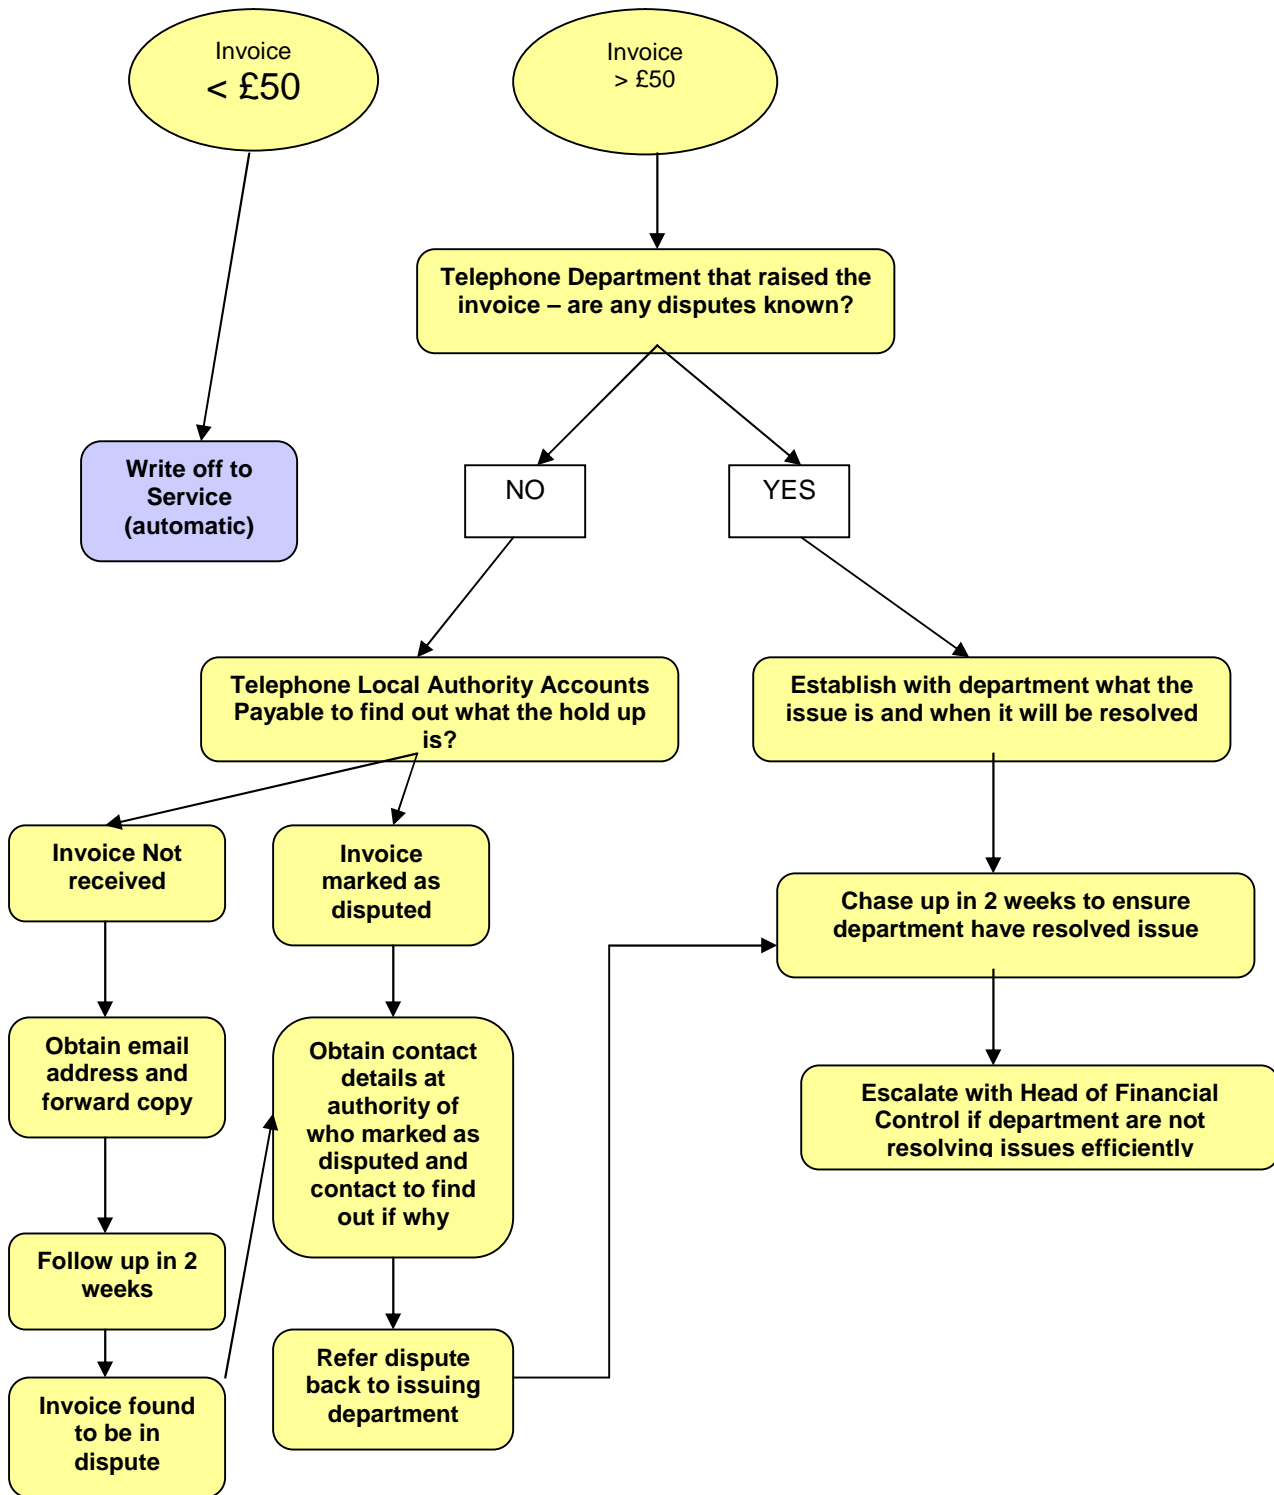 Invoice
< £50
Invoice
> £50
Telephone Department that raised the
invoice – are any disputes known?
Write off to
Service
(automatic)
NO
YES
Telephone Local Authority Accounts
Payable to find out what the hold up
is?
Establish with department what the
issue is and when it will be resolved
Invoice Not
received
Invoice
marked as
disputed
Chase up in 2 weeks to ensure
department have resolved issue
Obtain email
address and
forward copy
Obtain contact
details at
authority of
who marked as
disputed and
contact to find
out if why
Escalate with Head of Financial
Control if department are not
resolving issues efficiently
Follow up in 2
weeks
Refer dispute
back to issuing
department
Invoice found
to be in
dispute